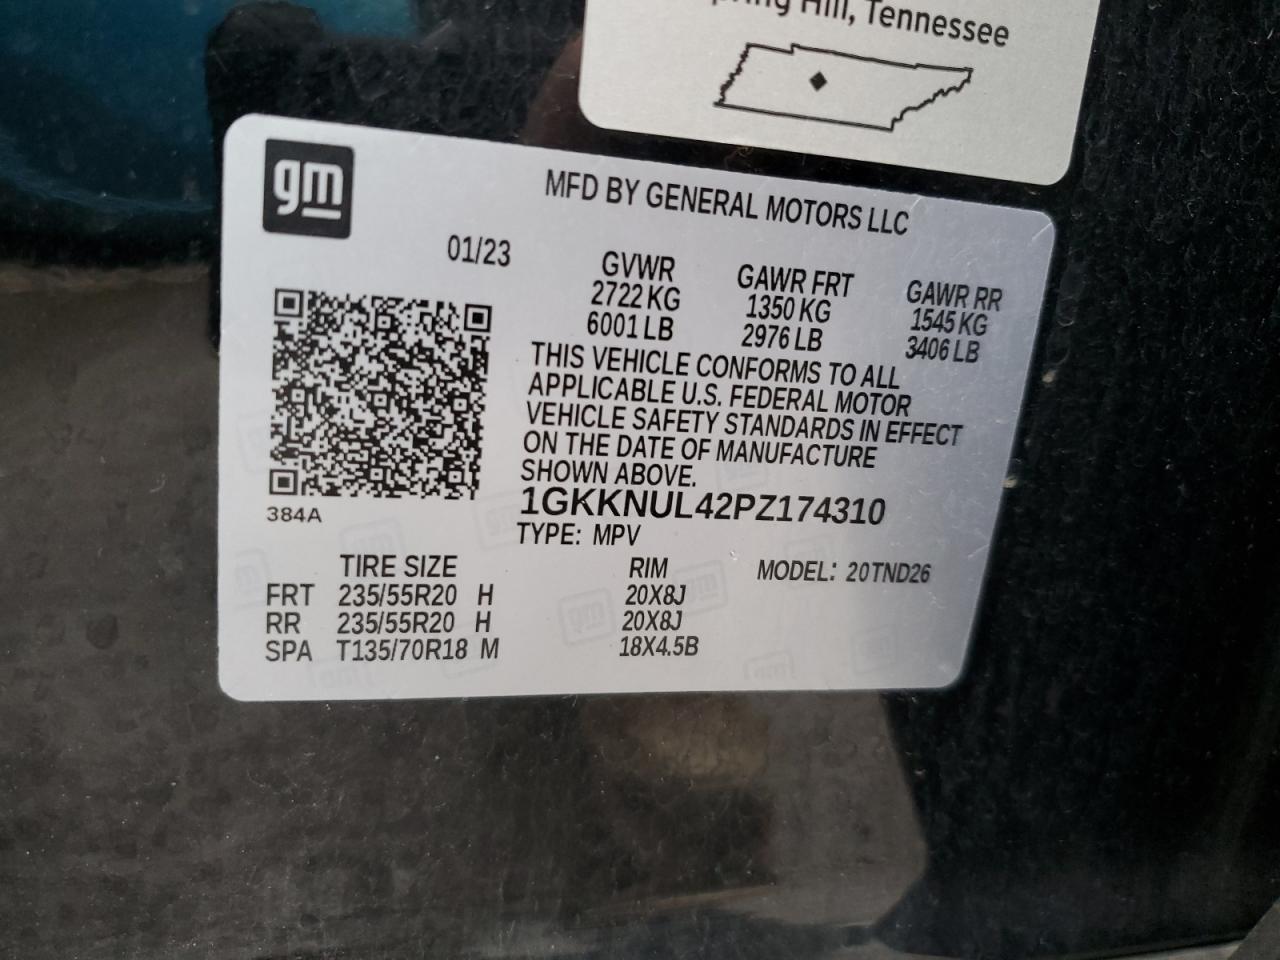 Spring Hill, Tennessee
gm
MFD BY GENERAL MOTORS LLC
01/23
GVWR GAWR FRT GAWR RR
2722 KG 1350 KG 1545 KG
6001 LB 2976 LB 3406 LB
THIS VEHICLE CONFORMS TO ALL
APPLICABLE U.S. FEDERAL MOTOR
VEHICLE SAFETY STANDARDS IN EFFECT
ON THE DATE OF MANUFACTURE
SHOWN ABOVE.
1GKKNUL42PZ174310
384A
TYPE: MPV
TIRE SIZE RIM MODEL: 20TND26
FRT 235/55R20 H 20X8J
RR 235/55R20 H 20X8J
SPA T135/70R18 M 18X4.5B